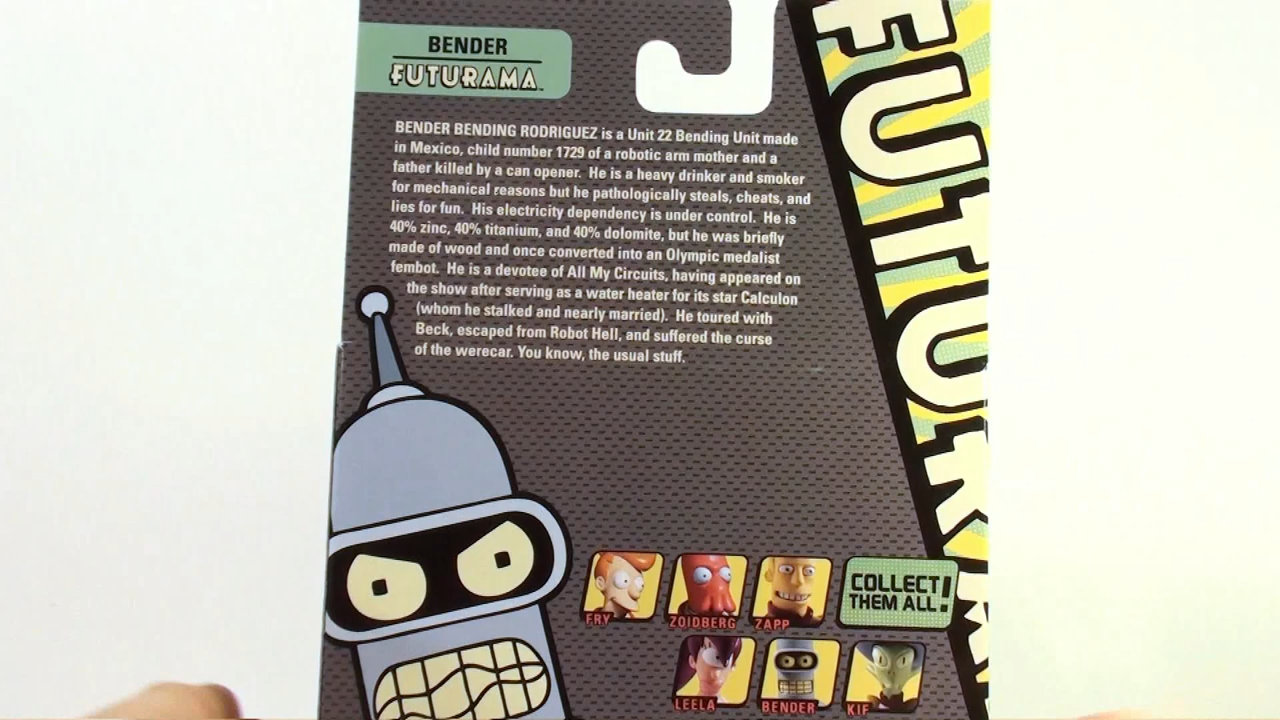 BENDER
FUTURAMA
BENDER BENDING RODRIGUEZ is a Unit 22 Bending Unit made
in Mexico, child number 1729 of a robotic arm mother and a
father killed by a can opener. He is a heavy drinker and smoker
for mechanical reasons but he pathologically steals, cheats, and
lies for fun. His electricity dependency is under control. He is
40% zinc, 40% titanium, and 40% dolomite, but he was briefly
made of wood and once converted into an Olympic medalist
fembot. He is a devotee of All My Circuits, having appeared on
the show after serving as a water heater for its star Calculon
(whom he stalked and nearly married). He toured with
Beck, escaped from Robot Hell, and suffered the curse
of the werecar. You know, the usual stuff.
FUTURAMA
FRY
ZOIDBERG
ZAPP
COLLECT
THEM ALL!
LEELA
BENDER
KIF